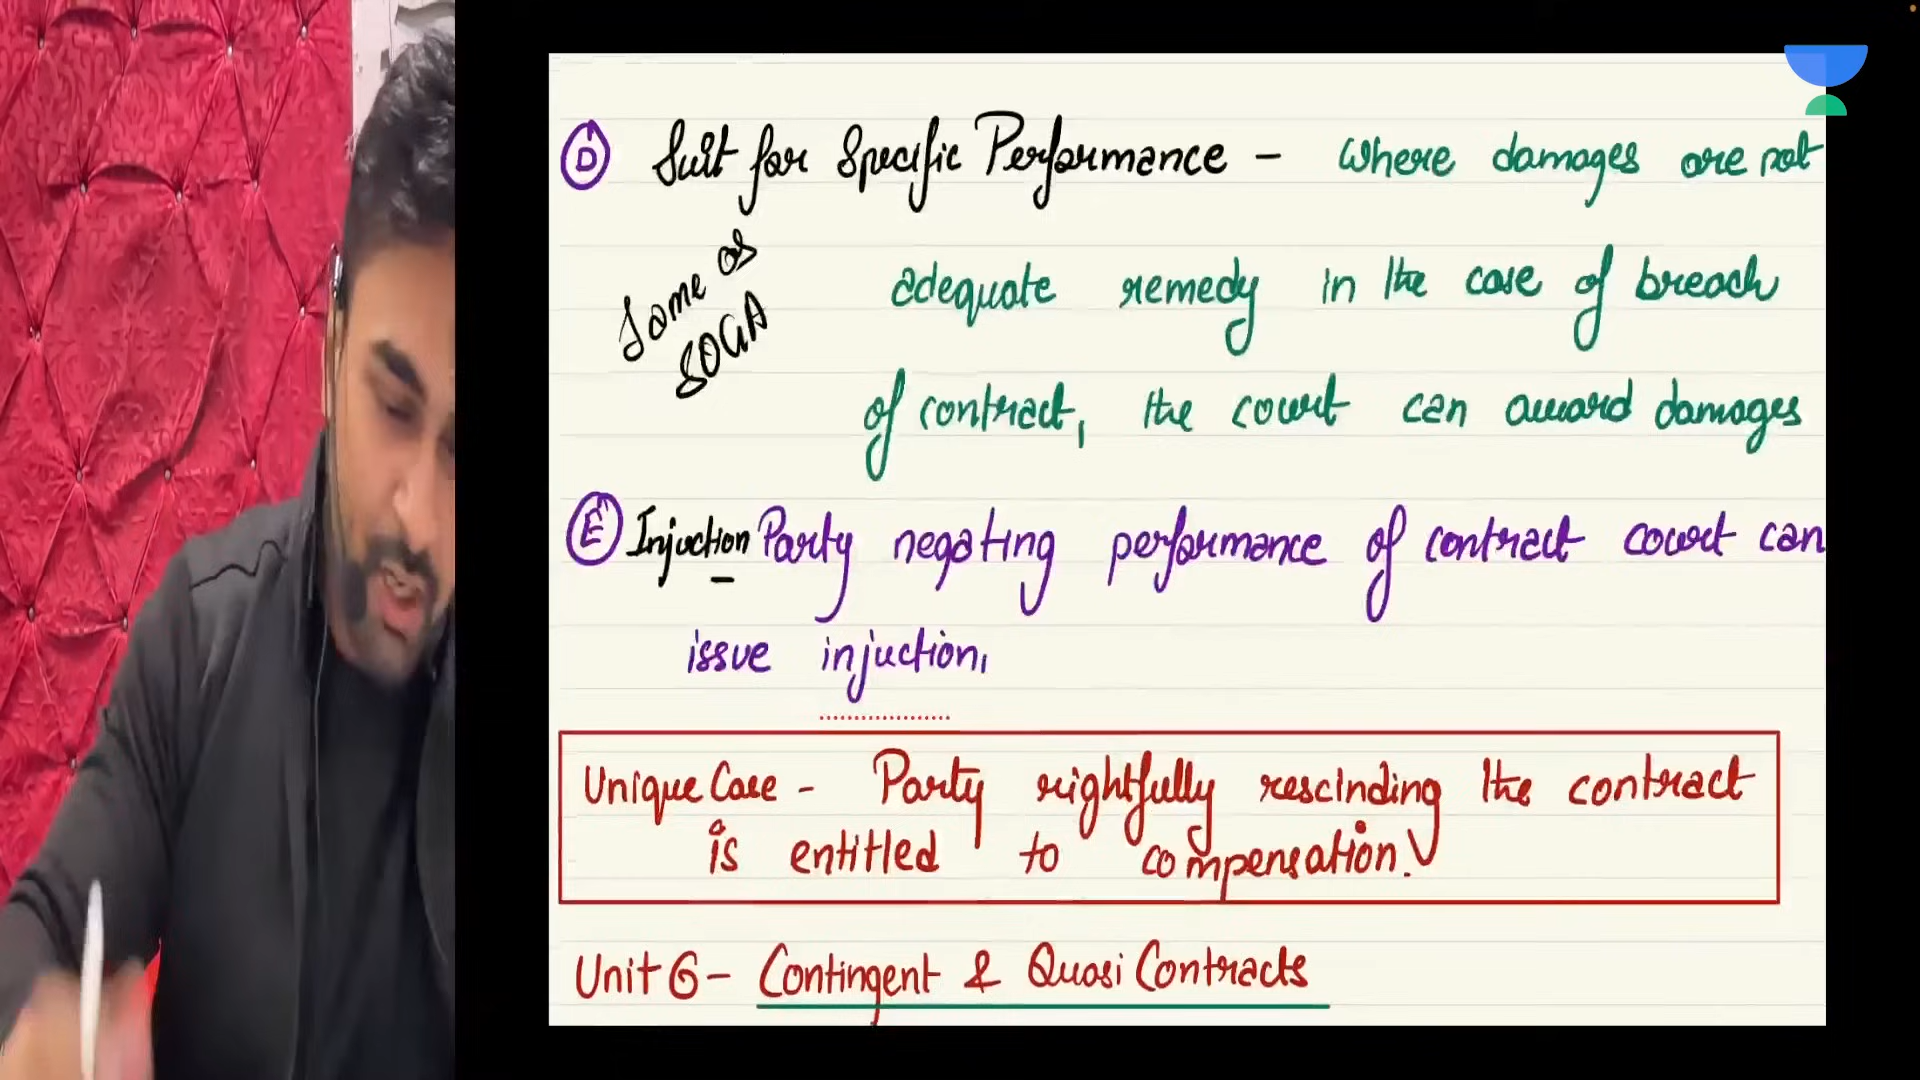 D Suit for Specific Performance - Where damages are not
Same as
SOGA
adequate remedy in the case of breach
of contract, the court can award damages
E Injuction Party negating performance of contract court can
issue injuction,
Unique Case - Party rightfully rescinding the contract
is entitled to compensation.
Unit 6 - Contingent & Quasi Contracts